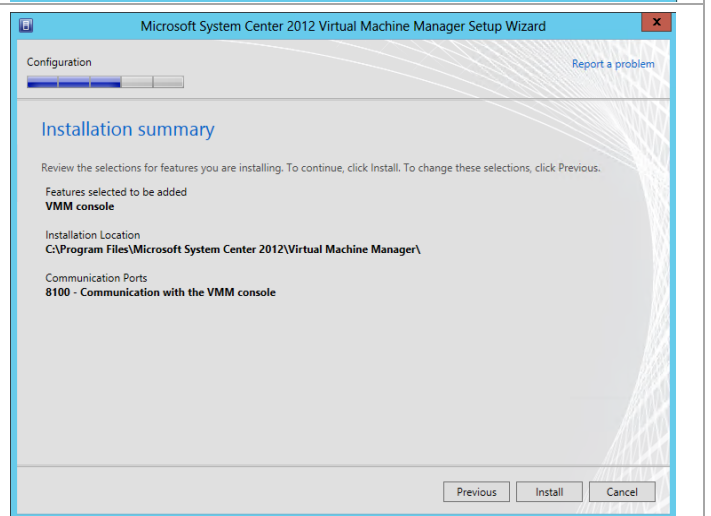 Microsoft System Center 2012 Virtual Machine Manager Setup Wizard
x
Configuration
Report a problem
Installation summary
Review the selections for features you are installing. To continue, click Install. To change these selections, click Previous.
Features selected to be added
VMM console
Installation Location
C:\Program Files\Microsoft System Center 2012\Virtual Machine Manager\
Communication Ports
8100 - Communication with the VMM console
Previous
Install
Cancel